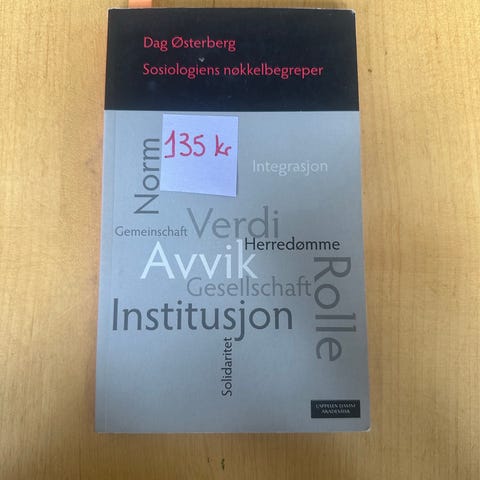 Dag Østerberg
Sosiologiens nøkkelbegreper
135 kr
Norm
Integrasjon
Verdi
Gemeinschaft
Herredømme
Avvik
Rolle
Gesellschaft
Institusjon
Solidaritet
CAPPELEN DAMM
AKADEMISK